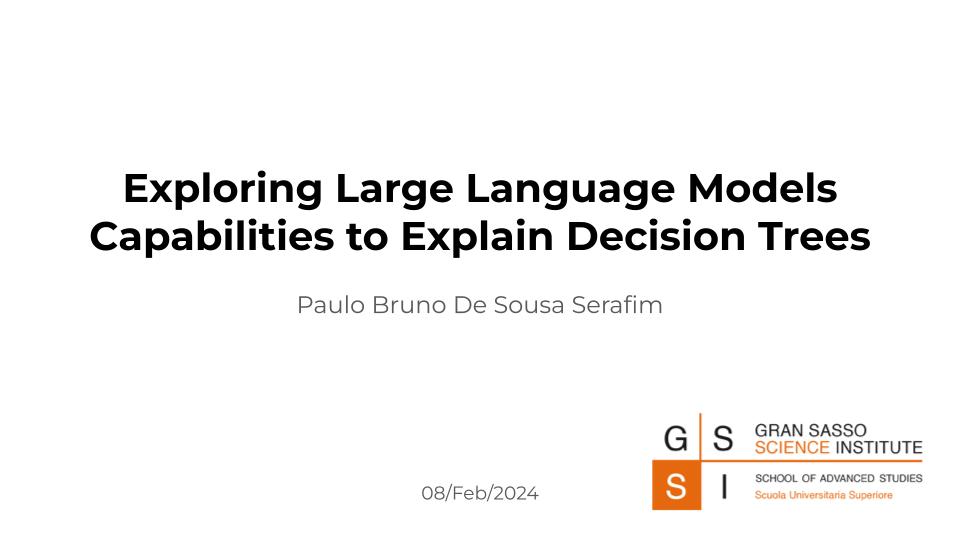 Exploring Large Language Models
Capabilities to Explain Decision Trees
Paulo Bruno De Sousa Serafim
08/Feb/2024
G S
S I
GRAN SASSO
SCIENCE INSTITUTE
SCHOOL OF ADVANCED STUDIES
Scuola Universitaria Superiore